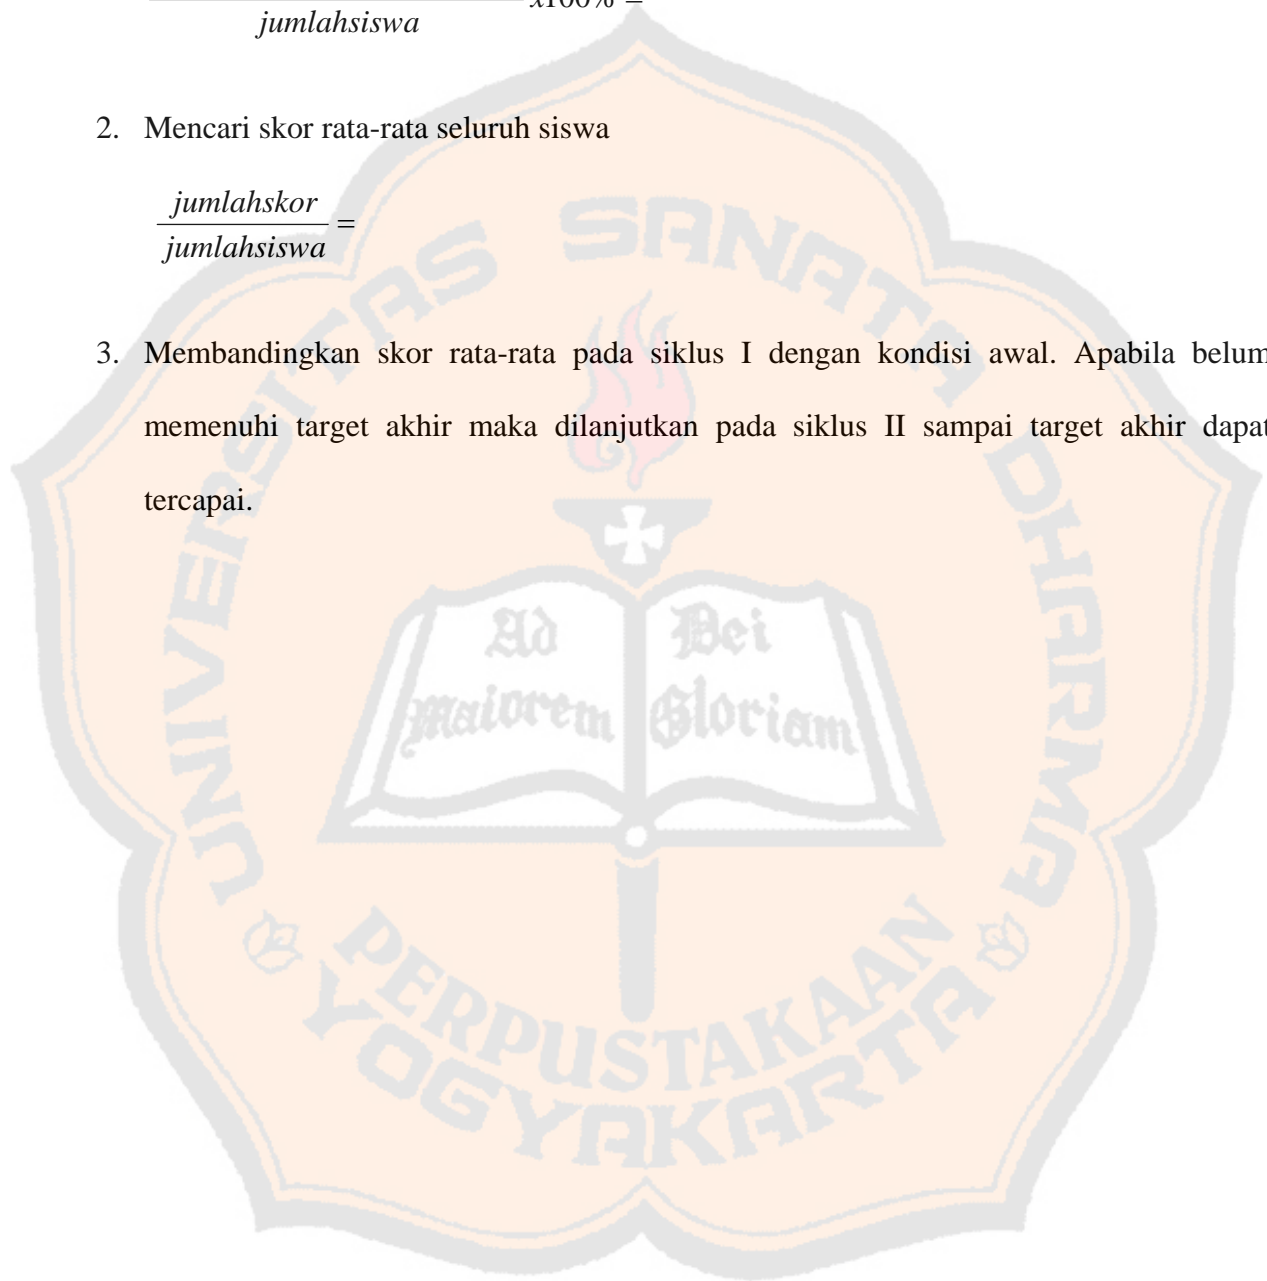 x100% =
jumlahsiswa
2. Mencari skor rata-rata seluruh siswa
jumlahskor
jumlahsiswa =
3. Membandingkan skor rata-rata pada siklus I dengan kondisi awal. Apabila belum
memenuhi target akhir maka dilanjutkan pada siklus II sampai target akhir dapat
tercapai.
UNIVERSITAS SANATA DHARMA
Ad Dei
Maiorem Gloriam
PERPUSTAKAAN
YOGYAKARTA